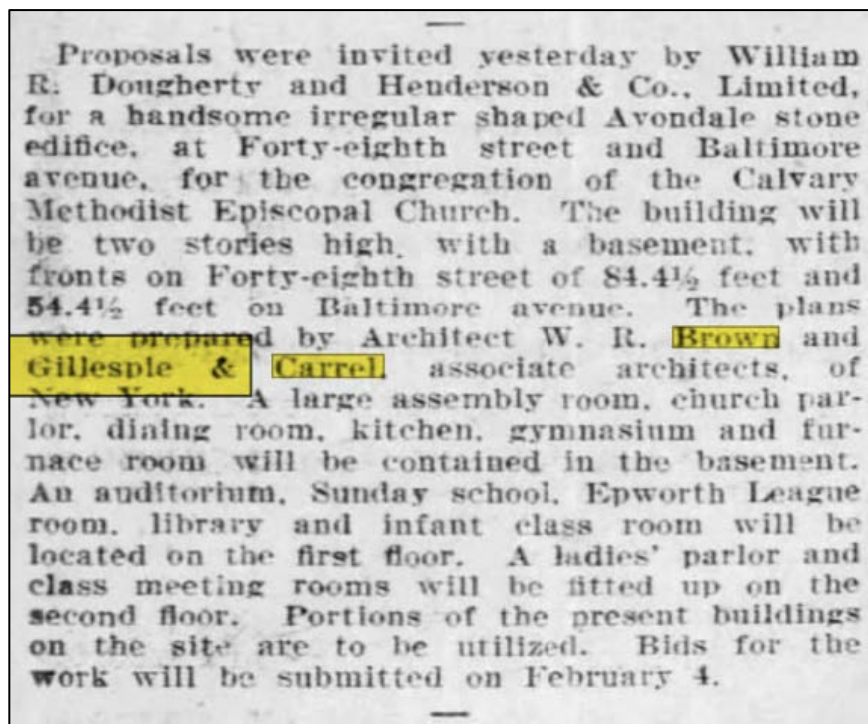 Proposals were invited yesterday by William
R. Dougherty and Henderson & Co., Limited,
for a handsome irregular shaped Avondale stone
edifice, at Forty-eighth street and Baltimore
avenue, for the congregation of the Calvary
Methodist Episcopal Church. The building will
be two stories high, with a basement, with
fronts on Forty-eighth street of 84.4½ feet and
54.4½ feet on Baltimore avenue. The plans
were prepared by Architect W. R. Brown and
Gillespie & Carrel, associate architects, of
New York. A large assembly room, church par-
lor, dining room, kitchen, gymnasium and fur-
nace room will be contained in the basement.
An auditorium, Sunday school, Epworth League
room, library and infant class room will be
located on the first floor. A ladies' parlor and
class meeting rooms will be fitted up on the
second floor. Portions of the present buildings
on the site are to be utilized. Bids for the
work will be submitted on February 4.